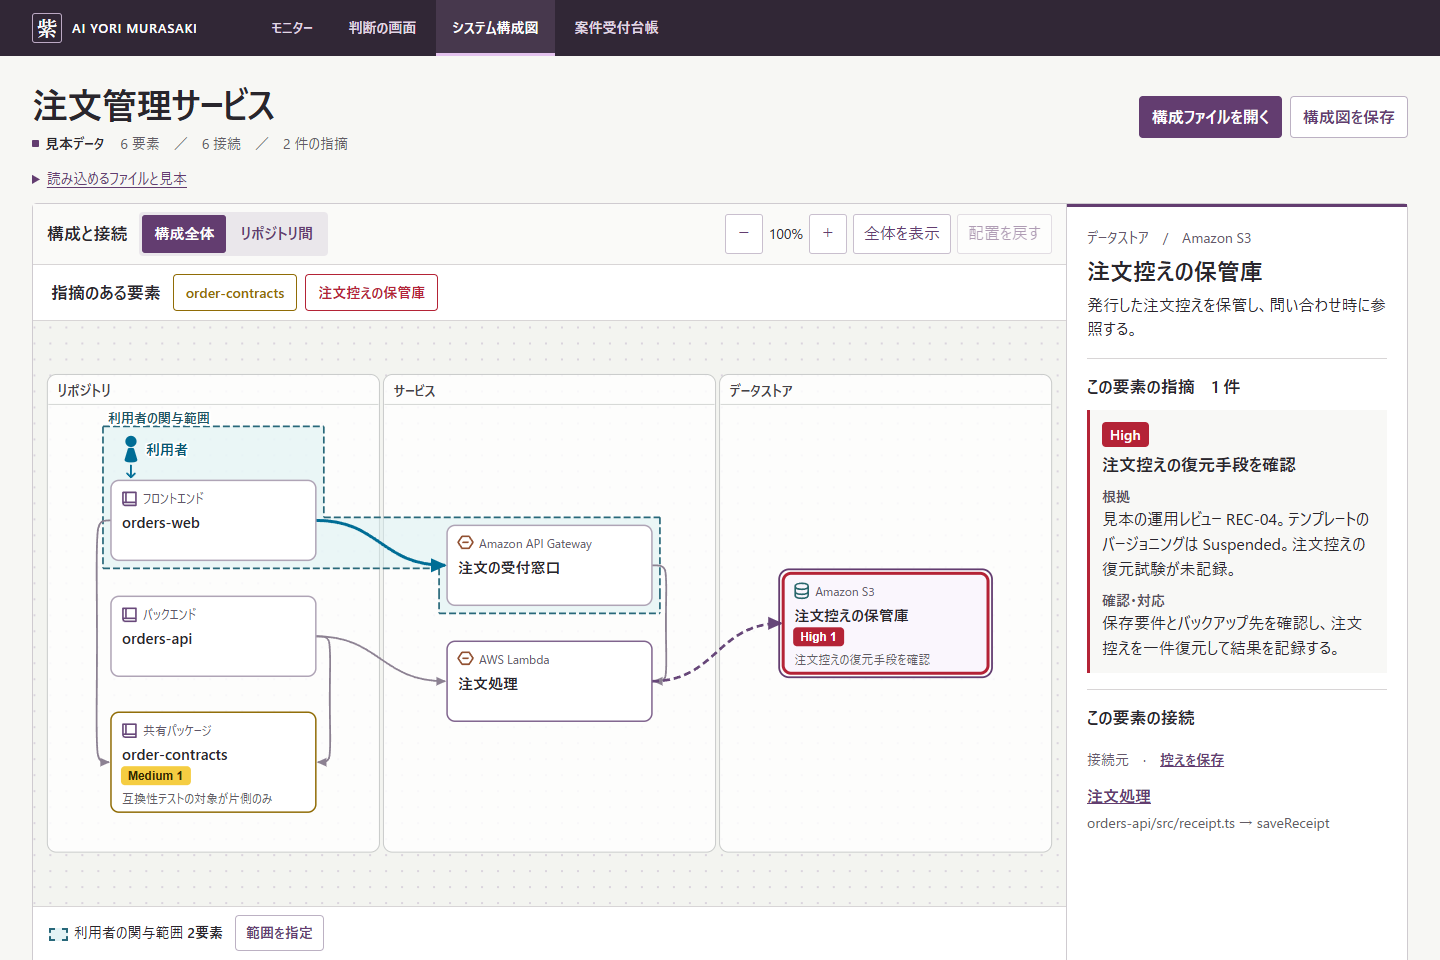 紫 AI YORI MURASAKI モニター 判断の画面 システム構成図 案件受付台帳
注文管理サービス
構成ファイルを開く 構成図を保存
見本データ 6 要素 ／ 6 接続 ／ 2 件の指摘
読み込めるファイルと見本
構成と接続 構成全体 リポジトリ間 − 100% + 全体を表示 配置を戻す
指摘のある要素 order-contracts 注文控えの保管庫
リポジトリ
利用者の関与範囲
利用者
フロントエンド
orders-web
バックエンド
orders-api
共有パッケージ
order-contracts
Medium 1
互換性テストの対象が片側のみ
サービス
Amazon API Gateway
注文の受付窓口
AWS Lambda
注文処理
データストア
Amazon S3
注文控えの保管庫
High 1
注文控えの復元手段を確認
利用者の関与範囲 2要素 範囲を指定
データストア / Amazon S3
注文控えの保管庫
発行した注文控えを保管し、問い合わせ時に参
照する。
この要素の指摘 1 件
High
注文控えの復元手段を確認
根拠
見本の運用レビュー REC-04。テンプレートの
バージョニングは Suspended。注文控えの
復元試験が未記録。
確認・対応
保存要件とバックアップ先を確認し、注文
控えを一件復元して結果を記録する。
この要素の接続
接続元 · 控えを保存
注文処理
orders-api/src/receipt.ts → saveReceipt